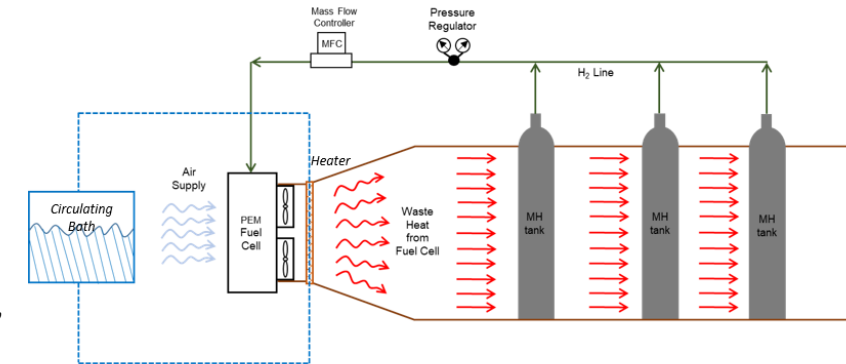 Mass Flow
Controller
MFC
Pressure
Regulator
H₂ Line
Heater
Air
Supply
Circulating
Bath
PEM
Fuel
Cell
Waste
Heat
from
Fuel Cell
MH
tank
MH
tank
MH
tank